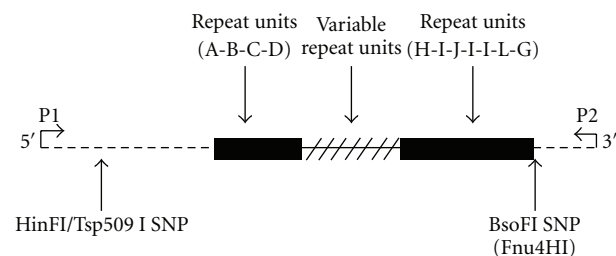 Repeat units
(A-B-C-D)
Variable
repeat units
Repeat units
(H-I-J-I-I-L-G)
P1
P2
5′
3′
HinFI/Tsp509 I SNP
BsoFI SNP
(Fnu4HI)